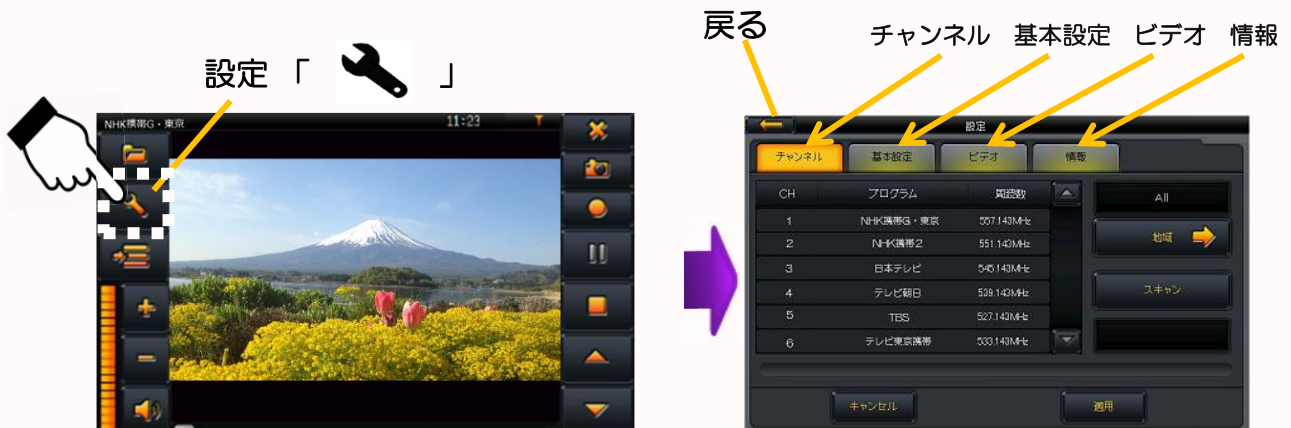 設定「 」
NHK携帯G・東京 11:23
戻る
チャンネル 基本設定 ビデオ 情報
設定
チャンネル 基本設定 ビデオ 情報
CH プログラム 周波数
1 NHK携帯G・東京 557.143MHz
2 NHK携帯2 551.143MHz
3 日本テレビ 545.143MHz
4 テレビ朝日 539.143MHz
5 TBS 527.143MHz
6 テレビ東京携帯 533.143MHz
All
地域
スキャン
キャンセル 適用